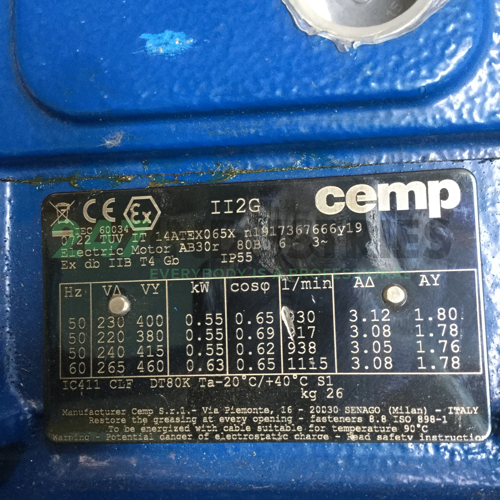 II2G cemp
IEC 60034
0722 TUV IT 14ATEX065X n1917367666y19
Electric Motor AB30r 80B 6 3~
Ex db IIB T4 Gb IP55
Hz VΔ VY kW cosφ 1/min AΔ AY
50 230 400 0.55 0.65 930 3.12 1.80
50 220 380 0.55 0.69 917 3.08 1.78
50 240 415 0.55 0.62 938 3.05 1.76
60 265 460 0.63 0.65 1115 3.08 1.78
IC411 CLF DT80K Ta-20°C/+40°C S1
kg 26
Manufacturer Cemp S.r.l.- Via Piemonte, 16 - 20030 SENAGO (Milan) - ITALY
Restore the greasing at every opening - fasteners 8.8 ISO 898-1
To be energized with cable suitable for temperature 90°C
Warning - Potential danger of electrostatic charge - Read safety instruction